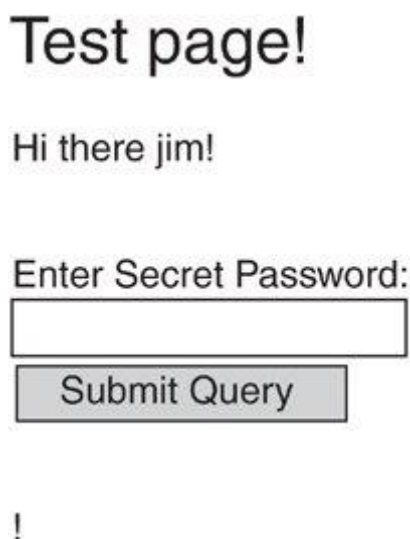 Test page!
Hi there jim!
Enter Secret Password:
Submit Query
!